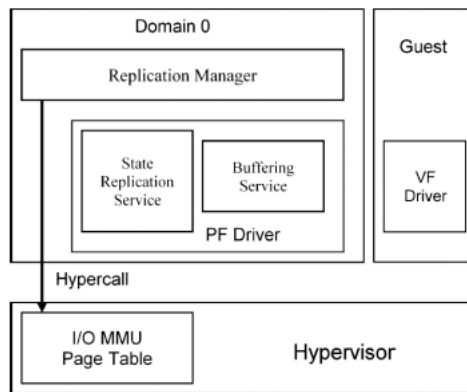 Domain 0
Guest
Replication Manager
State
Replication
Service
Buffering
Service
VF
Driver
PF Driver
Hypercall
I/O MMU
Page Table
Hypervisor